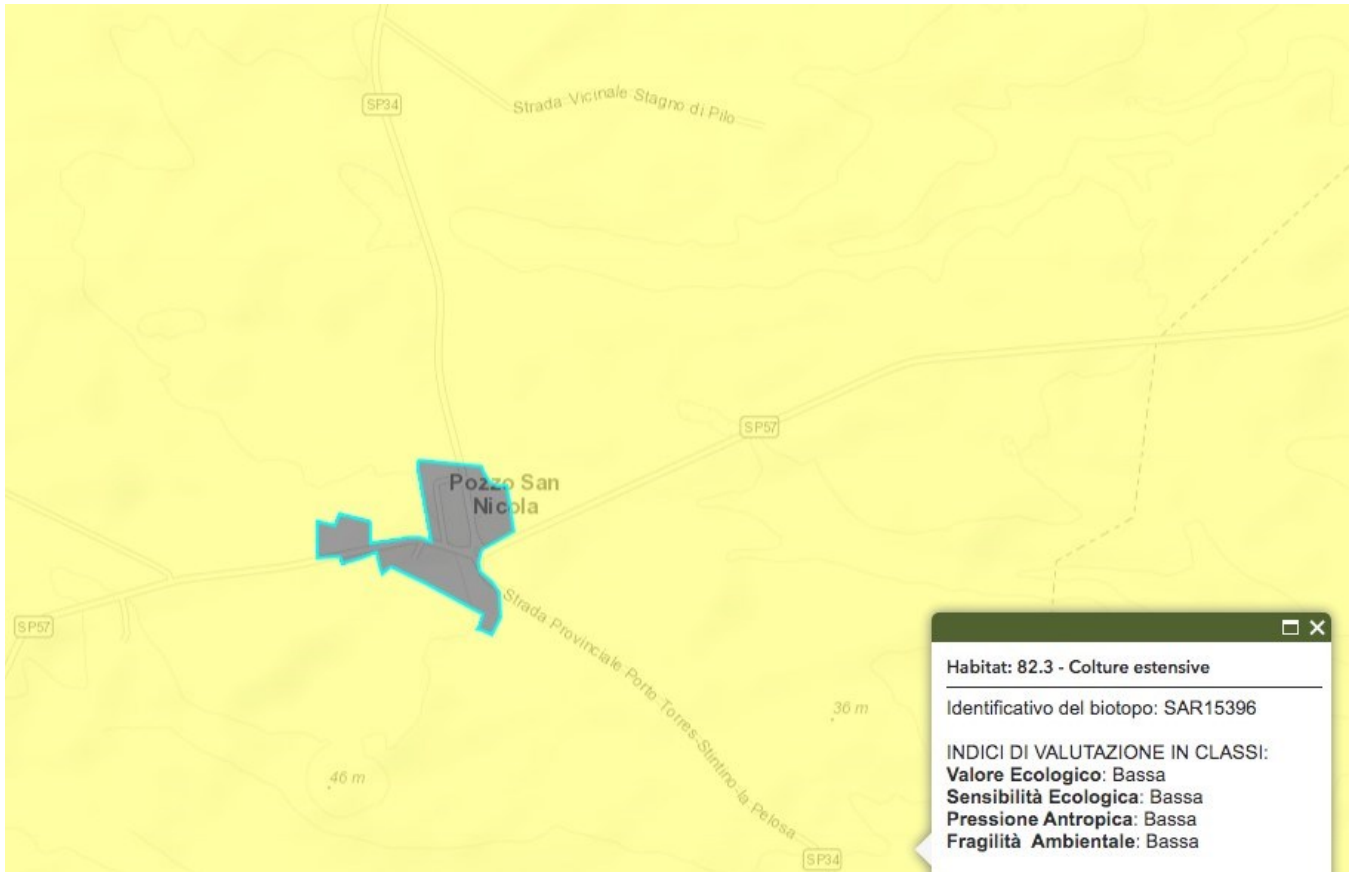 SP34
Strada Vicinale Stagno di Pilo
SP57
Pozzo San
Nicola
SP57
Strada Provinciale Porto Torres-Stintino-la Pelosa
36 m
46 m
SP34
Habitat: 82.3 - Colture estensive
Identificativo del biotopo: SAR15396
INDICI DI VALUTAZIONE IN CLASSI:
Valore Ecologico: Bassa
Sensibilità Ecologica: Bassa
Pressione Antropica: Bassa
Fragilità Ambientale: Bassa